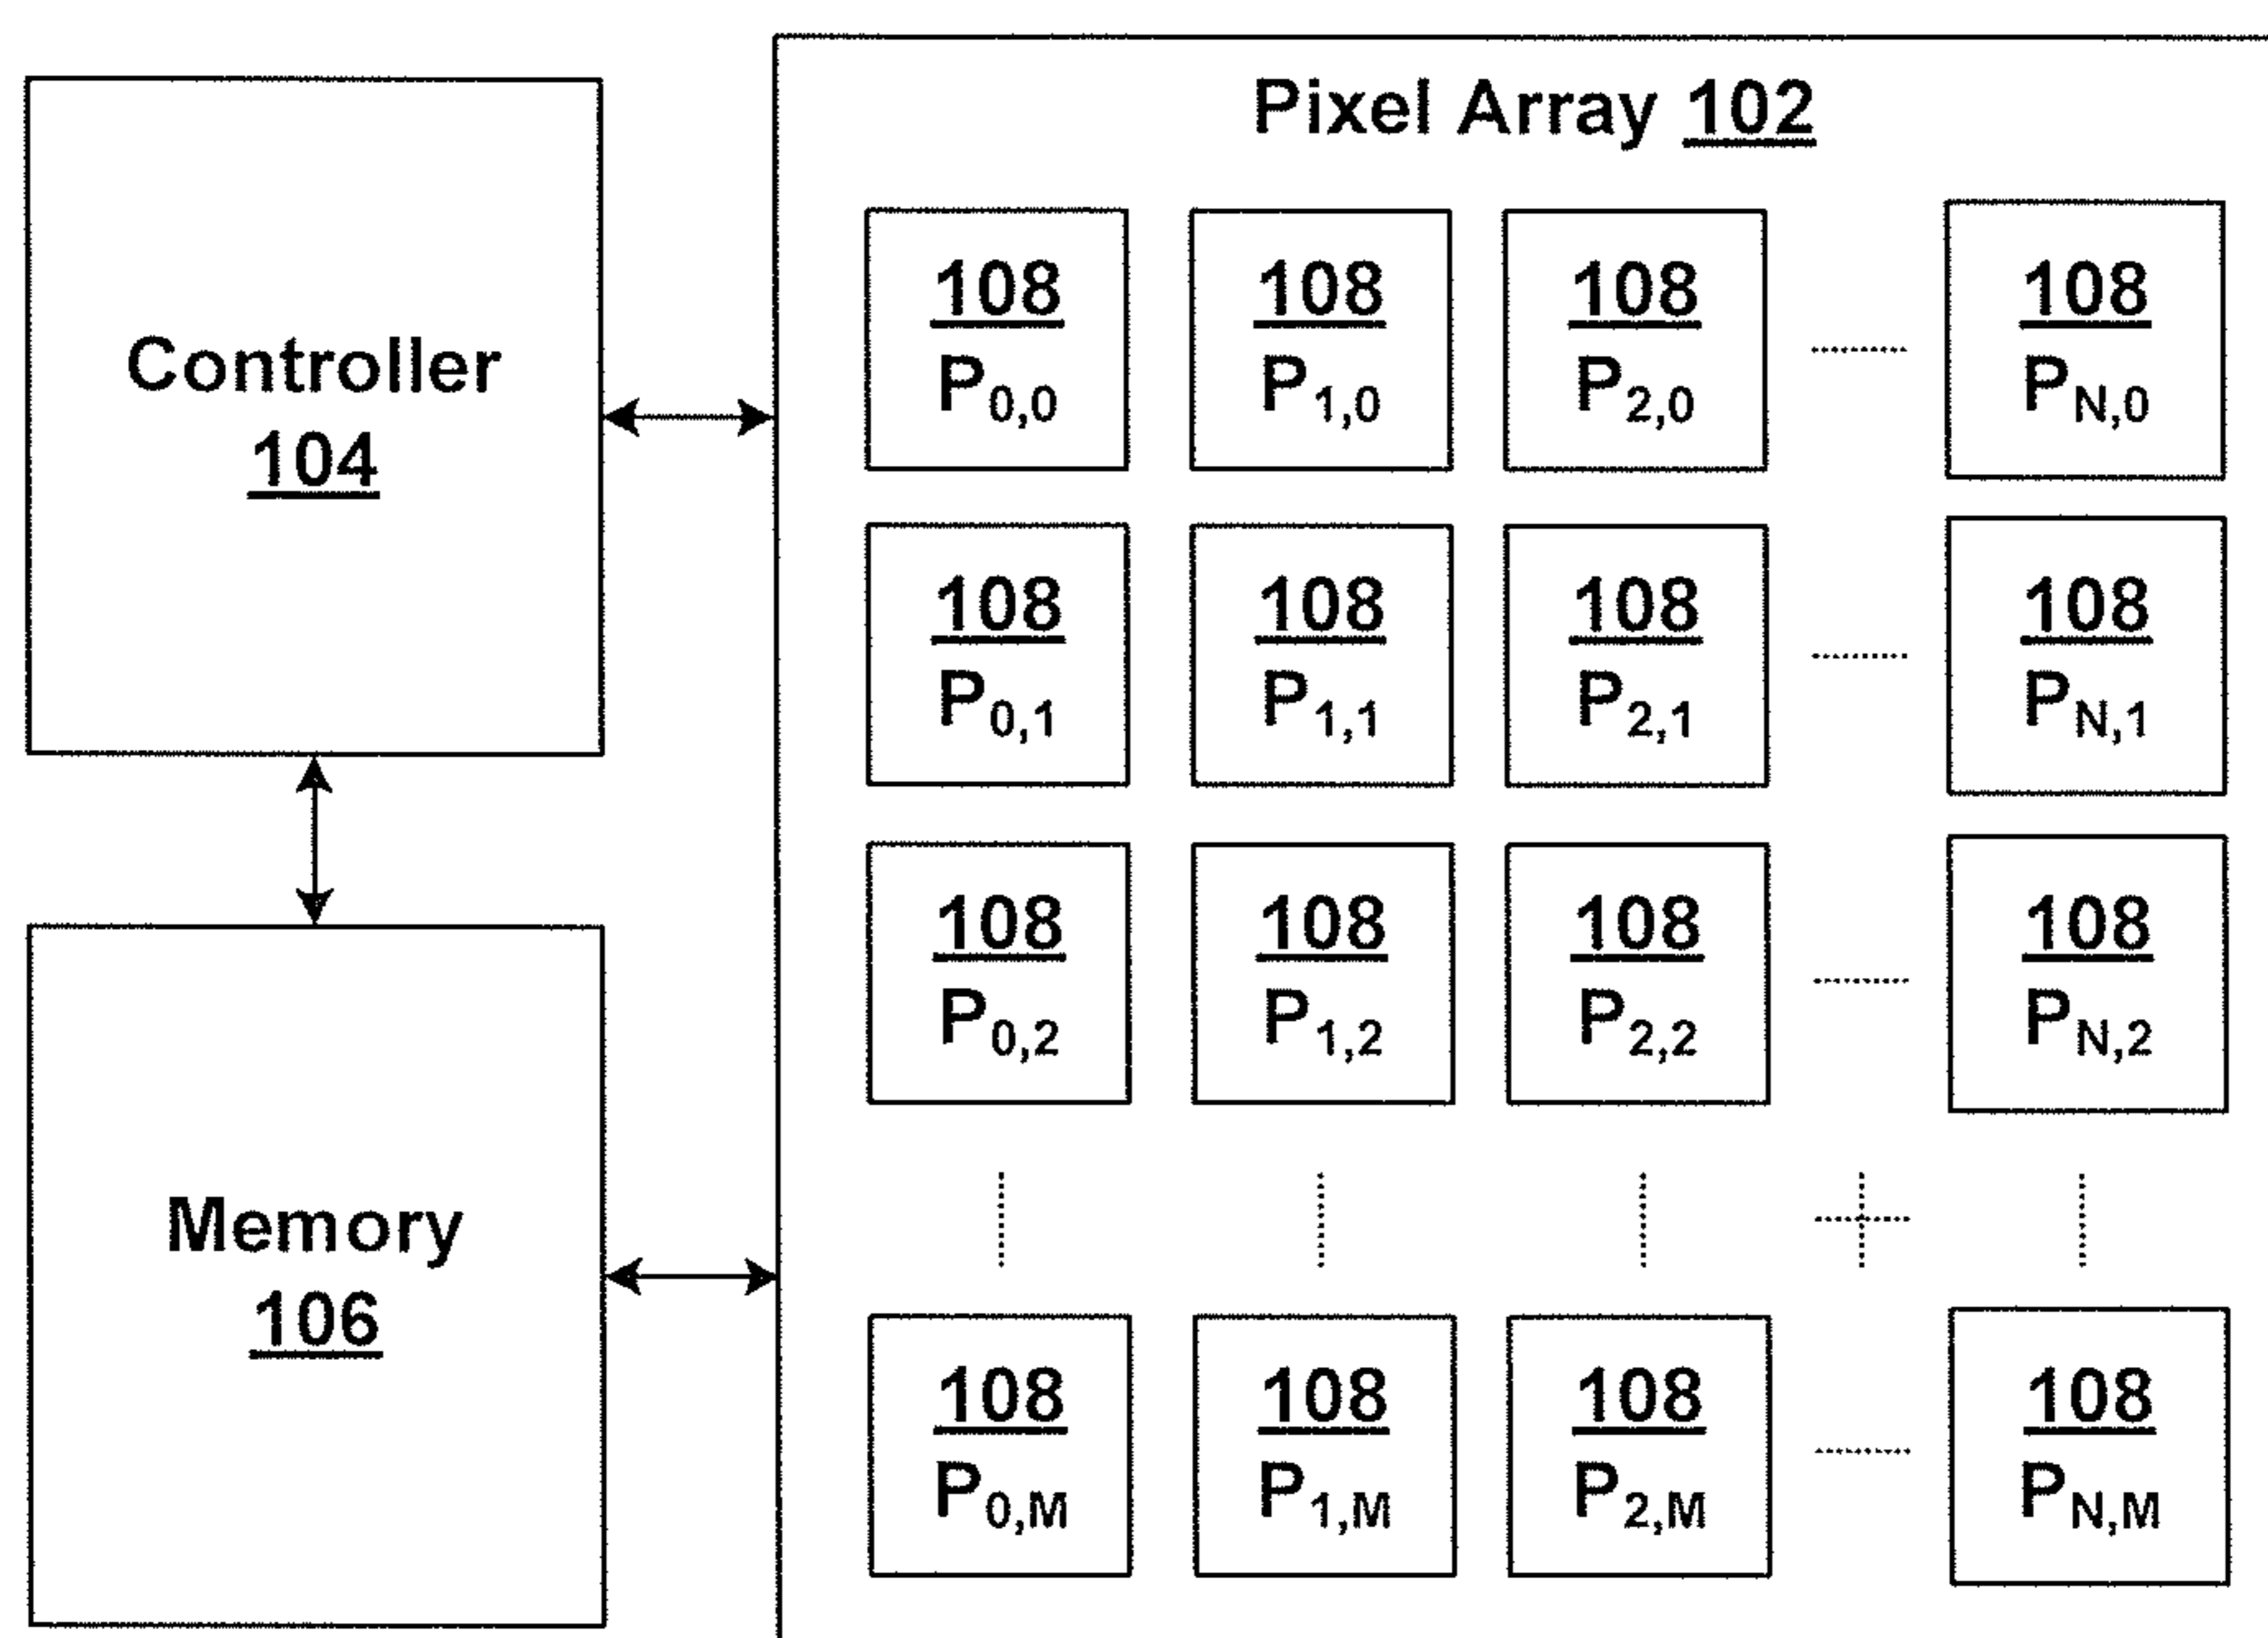 Pixel Array 102
Controller
104
Memory
106
108 108 108 108
P0,0 P1,0 P2,0 PN,0
108 108 108 108
P0,1 P1,1 P2,1 PN,1
108 108 108 108
P0,2 P1,2 P2,2 PN,2
108 108 108 108
P0,M P1,M P2,M PN,M